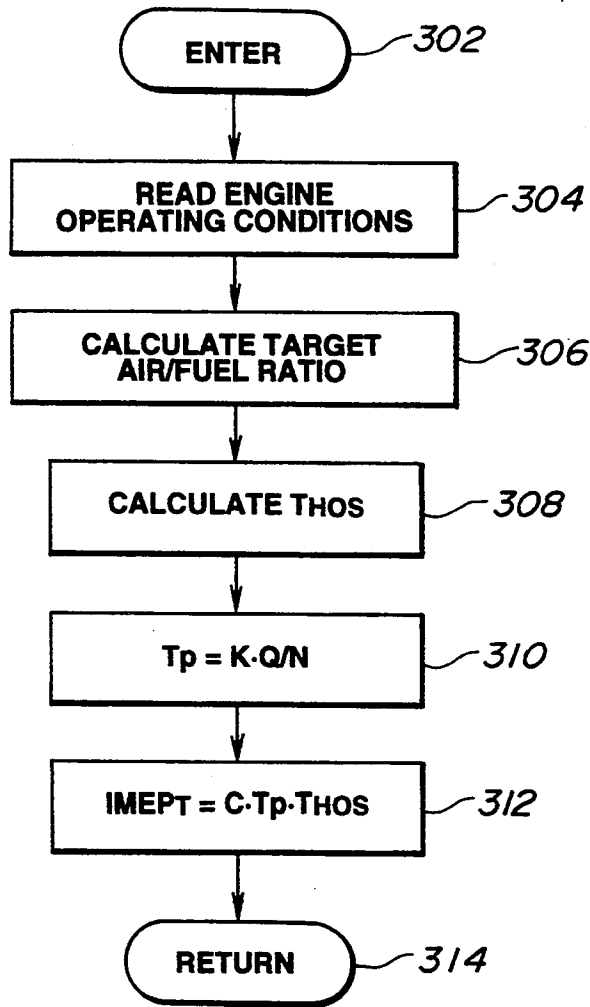 ENTER
302
READ ENGINE
OPERATING CONDITIONS
304
CALCULATE TARGET
AIR/FUEL RATIO
306
CALCULATE THOS
308
Tp = K·Q/N
310
IMEPT = C·Tp·THOS
312
RETURN
314